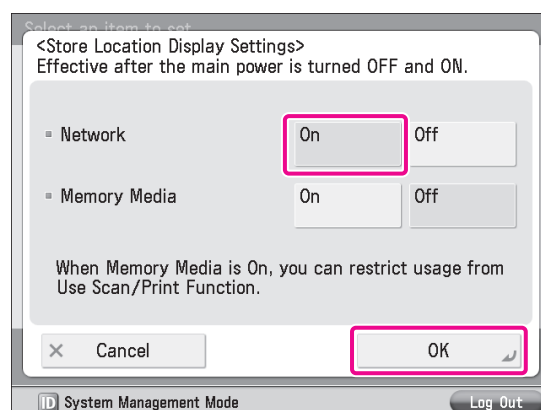 Select an item to set.
<Store Location Display Settings>
Effective after the main power is turned OFF and ON.
Network On Off
Memory Media On Off
When Memory Media is On, you can restrict usage from
Use Scan/Print Function.
Cancel OK
ID System Management Mode Log Out